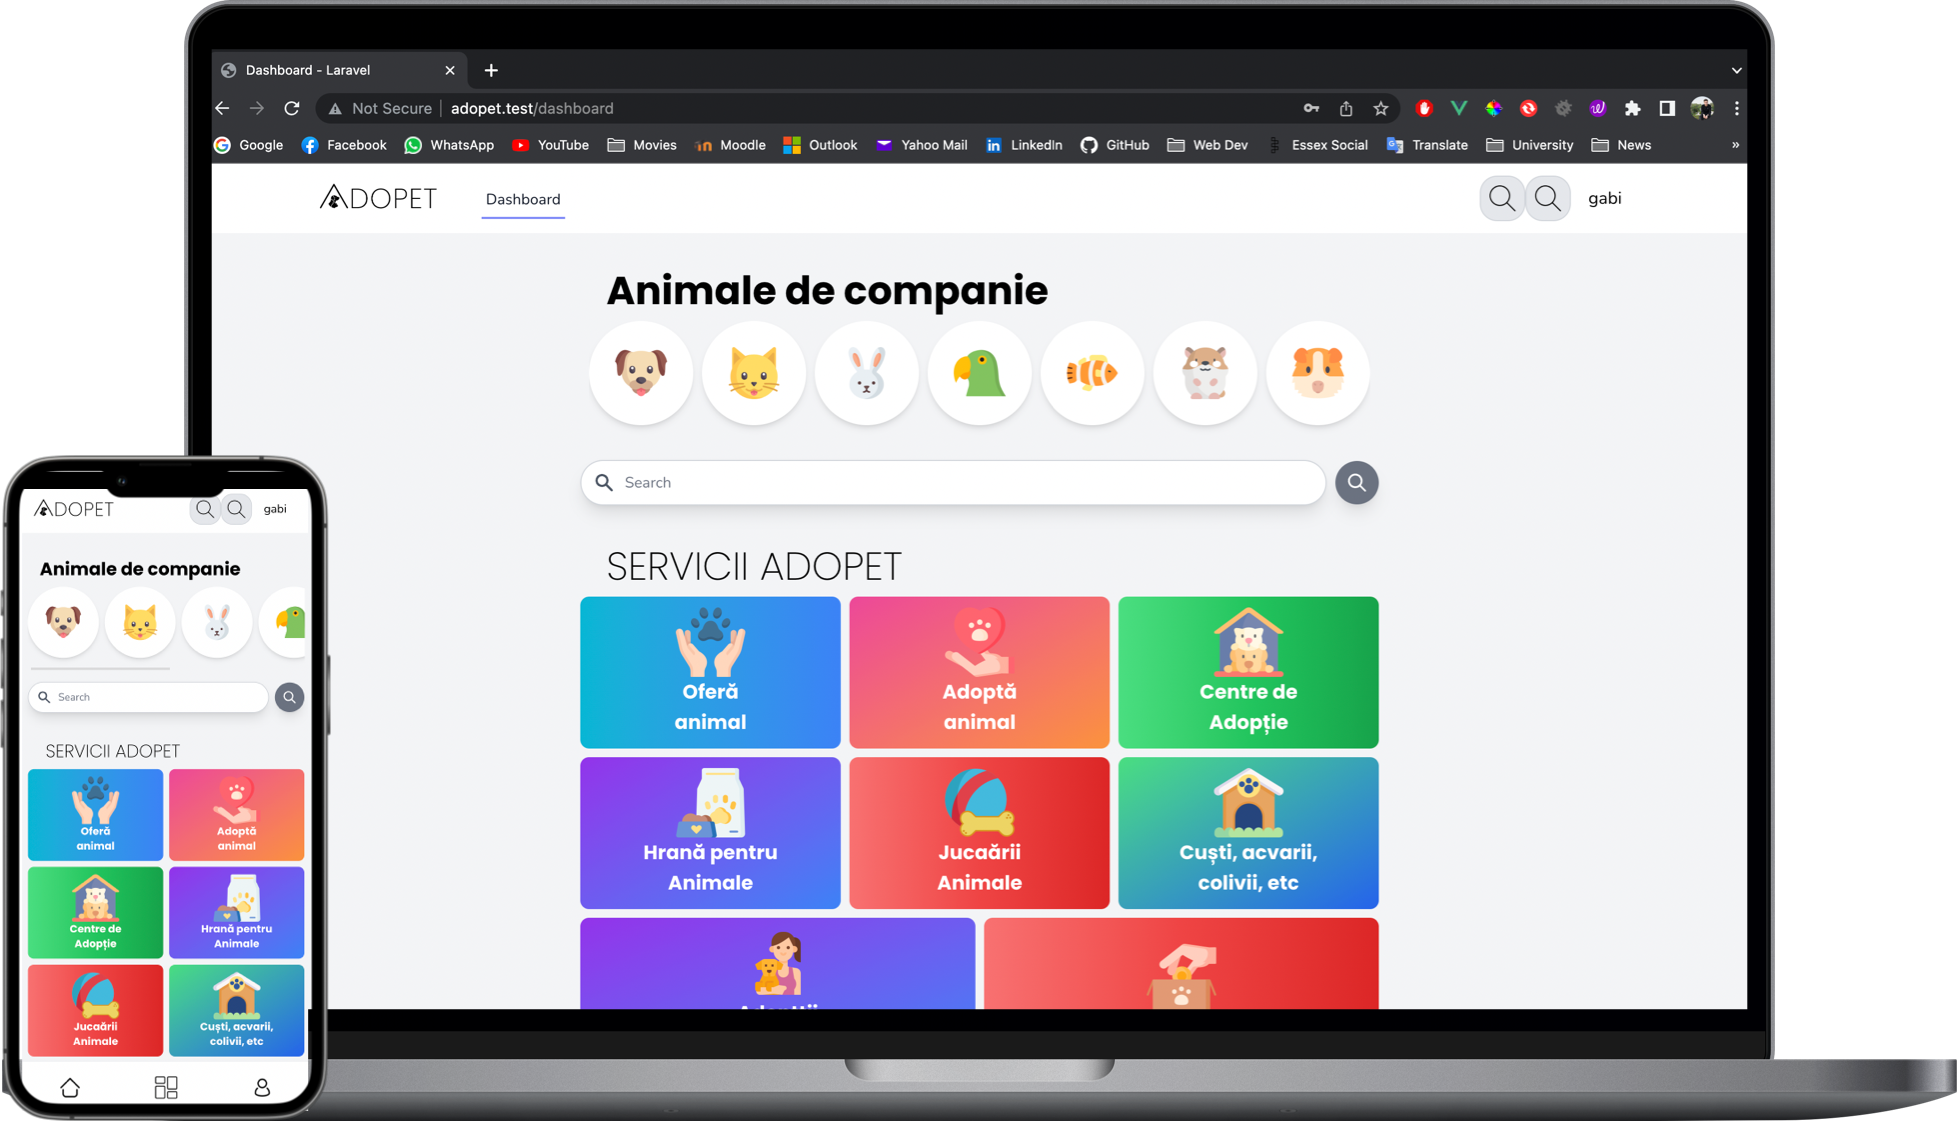 Dashboard - Laravel
Not Secure adopet.test/dashboard
Google Facebook WhatsApp YouTube Movies Moodle Outlook Yahoo Mail LinkedIn GitHub Web Dev Essex Social Translate University News »
ADOPET Dashboard gabi
Animale de companie
Search
SERVICII ADOPET
Oferă
animal
Adoptă
animal
Centre de
Adopție
Hrană pentru
Animale
Jucaării
Animale
Cuști, acvarii,
colivii, etc
ADOPET gabi
Animale de companie
Search
SERVICII ADOPET
Oferă
animal
Adoptă
animal
Centre de
Adopție
Hrană pentru
Animale
Jucaării
Animale
Cuști, acvarii,
colivii, etc